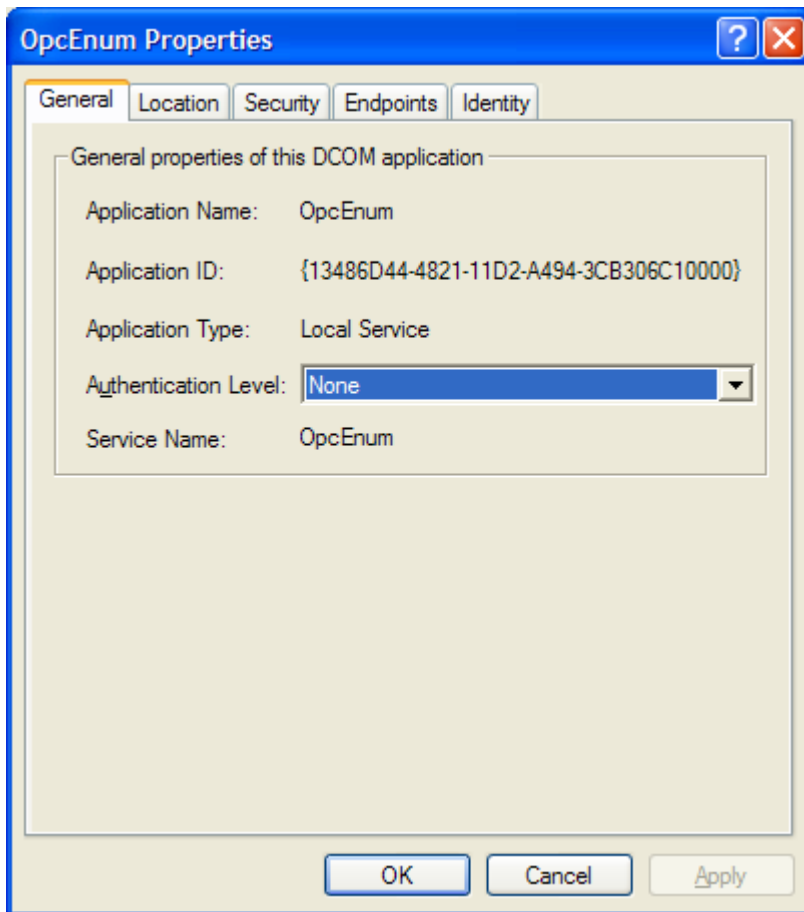 OpcEnum Properties
General Location Security Endpoints Identity
General properties of this DCOM application
Application Name: OpcEnum
Application ID: {13486D44-4821-11D2-A494-3CB306C10000}
Application Type: Local Service
Authentication Level: None
Service Name: OpcEnum
OK Cancel Apply